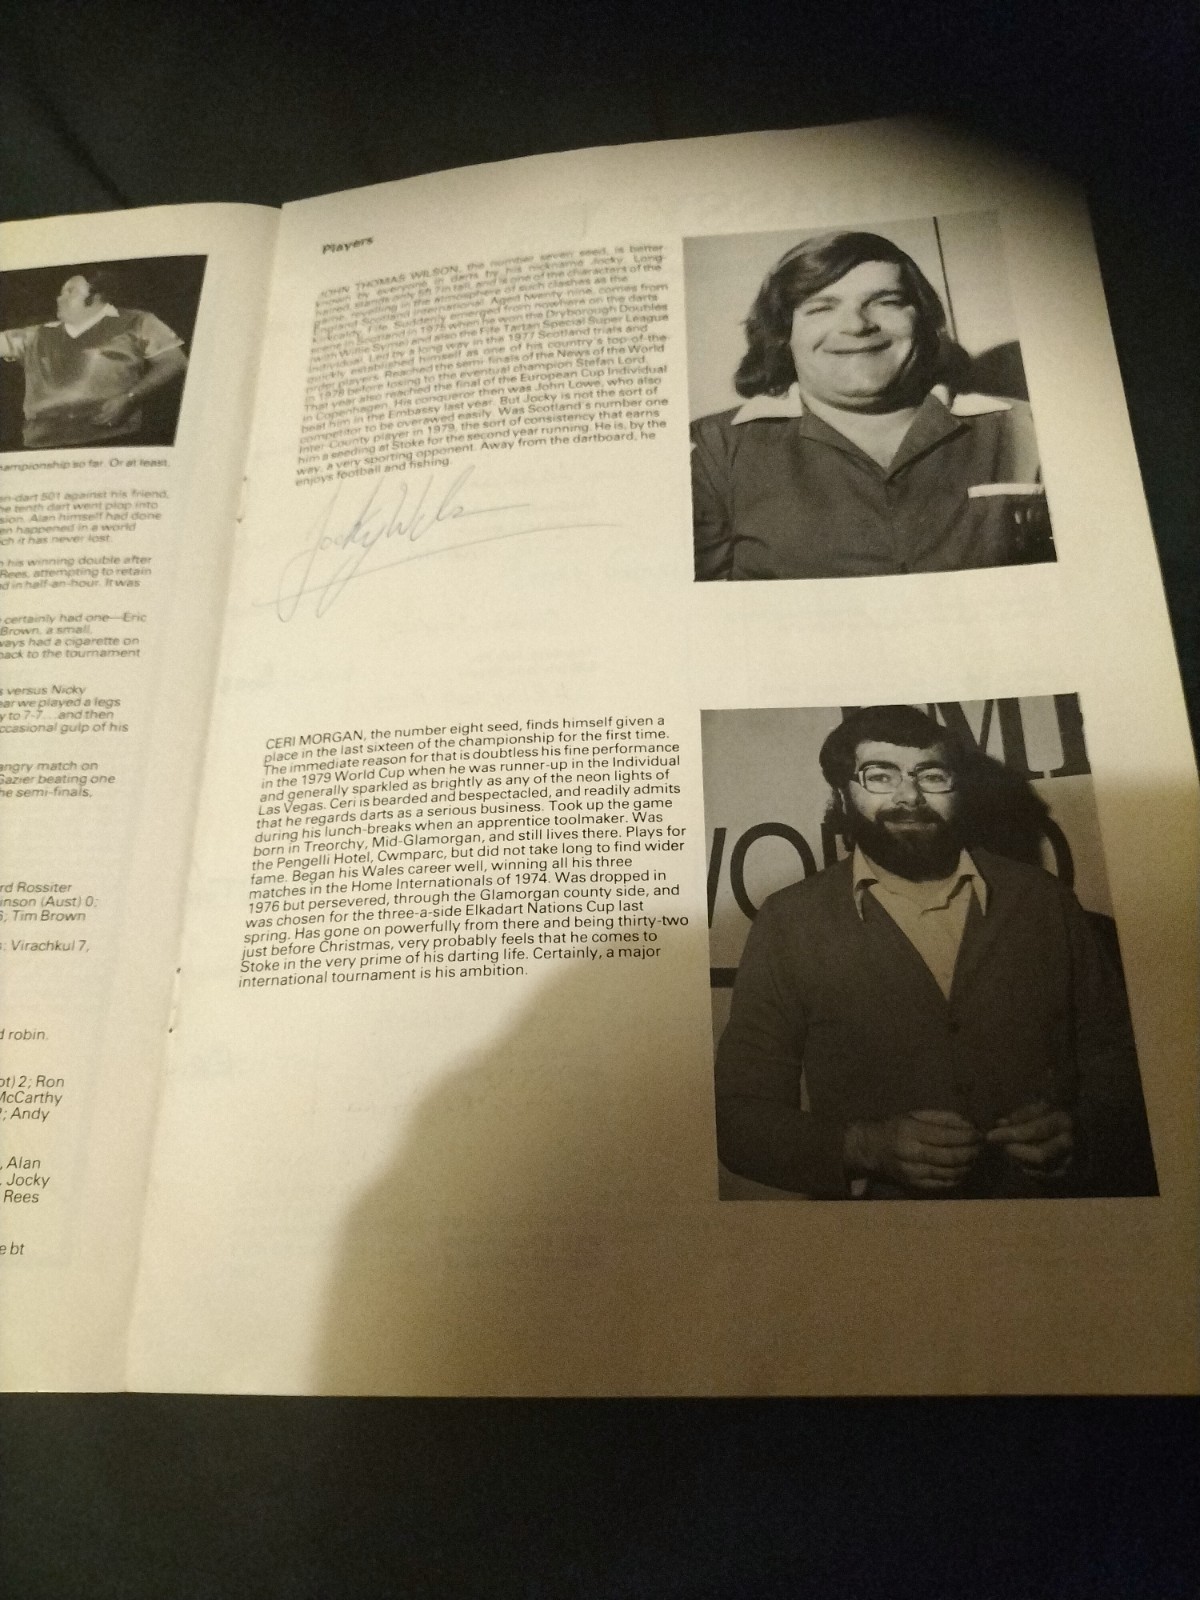 ampionship so far. Or at least,
en-dart 501 against his friend,
he tenth dart went plop into
sion. Alan himself had done
en happened in a world
ch it has never lost.
his winning double after
Rees, attempting to retain
d in half-an-hour. It was
certainly had one—Eric
Brown, a small,
ways had a cigarette on
back to the tournament
s versus Nicky
ear we played a legs
y to 7-7...and then
ccasional gulp of his
angry match on
Gazier beating one
he semi-finals,
rd Rossiter
inson (Aust) 0;
; Tim Brown
: Virachkul 7,
d robin.
ot) 2; Ron
McCarthy
; Andy
, Alan
, Jocky
Rees
e bt
Players
JOHN THOMAS WILSON, the number seven seed, is better
known by everyone in darts by his nickname Jocky. Long-
haired, stands only 5ft 7in tall, and is one of the characters of the
game, revelling in the atmosphere of such clashes as the
England Scotland International. Aged twenty-nine, comes from
Kirkcaldy, Fife. Suddenly emerged from nowhere on the darts
scene in Scotland in 1976 when he won the Dryborough Doubles
(with Willie Syme) and also the Fife Tartan Special Super League
Individual. Led by a long way in the 1977 Scotland trials and
quickly established himself as one of his country's top-of-the-
order players. Reached the semi-finals of the News of the World
in 1978 before losing to the eventual champion Stefan Lord.
That year also reached the final of the European Cup Individual
in Copenhagen. His conqueror then was John Lowe, who also
beat him in the Embassy last year. But Jocky is not the sort of
competitor to be overawed easily. Was Scotland's number one
Inter-County player in 1979, the sort of consistency that earns
him a seeding at Stoke for the second year running. He is, by the
way, a very sporting opponent. Away from the dartboard, he
enjoys football and fishing.
Jocky Wilson
CERI MORGAN, the number eight seed, finds himself given a
place in the last sixteen of the championship for the first time.
The immediate reason for that is doubtless his fine performance
in the 1979 World Cup when he was runner-up in the Individual
and generally sparkled as brightly as any of the neon lights of
Las Vegas. Ceri is bearded and bespectacled, and readily admits
that he regards darts as a serious business. Took up the game
during his lunch-breaks when an apprentice toolmaker. Was
born in Treorchy, Mid-Glamorgan, and still lives there. Plays for
the Pengelli Hotel, Cwmparc, but did not take long to find wider
fame. Began his Wales career well, winning all his three
matches in the Home Internationals of 1974. Was dropped in
1976 but persevered, through the Glamorgan county side, and
was chosen for the three-a-side Elkadart Nations Cup last
spring. Has gone on powerfully from there and being thirty-two
just before Christmas, very probably feels that he comes to
Stoke in the very prime of his darting life. Certainly, a major
international tournament is his ambition.